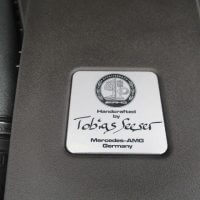 Handcrafted
by
Tobias Seeser
Mercedes-AMG
Germany